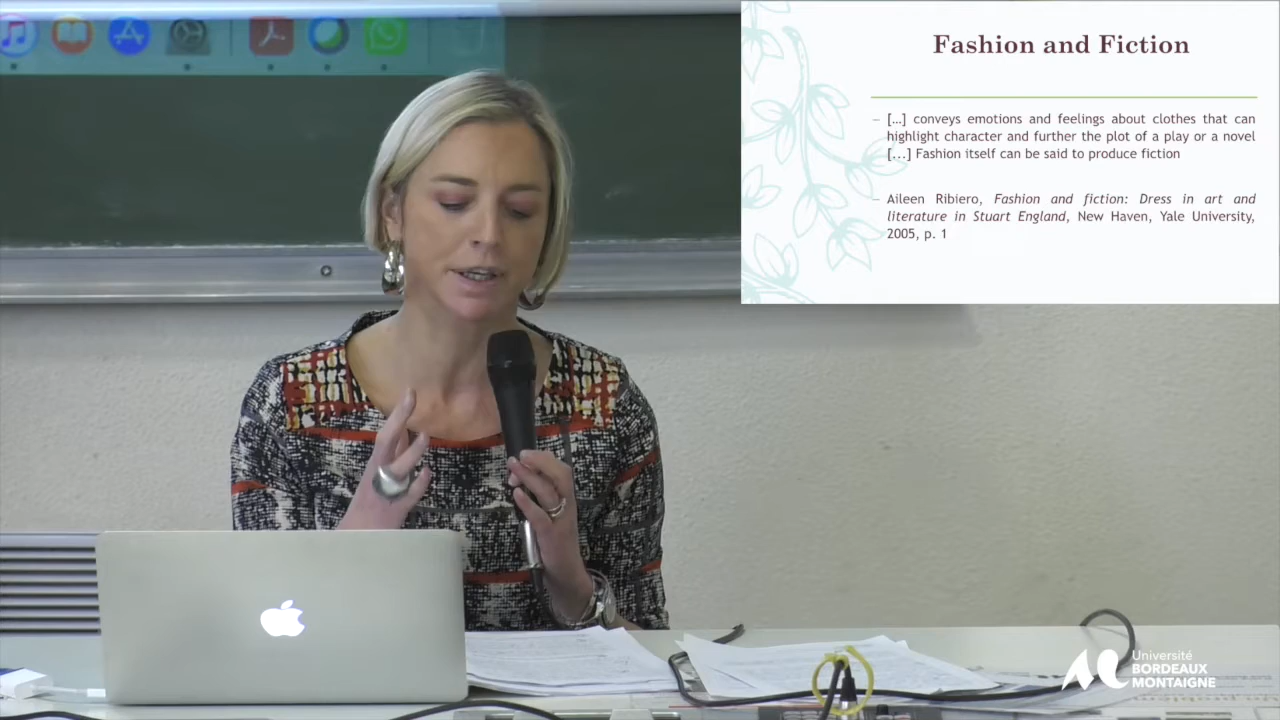 Fashion and Fiction
– […] conveys emotions and feelings about clothes that can
highlight character and further the plot of a play or a novel
[...] Fashion itself can be said to produce fiction
– Aileen Ribiero, Fashion and fiction: Dress in art and
literature in Stuart England, New Haven, Yale University,
2005, p. 1
Université
BORDEAUX
MONTAIGNE